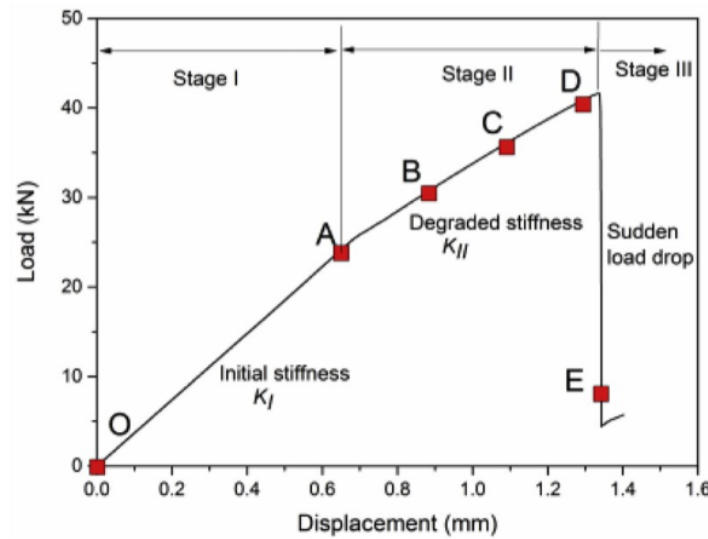 50
Stage I
Stage II
Stage III
D
40
C
B
30
A
Degraded stiffness
K_II
Sudden
load drop
20
Initial stiffness
K_I
10
E
O
0
0.0 0.2 0.4 0.6 0.8 1.0 1.2 1.4 1.6
Load (kN)
Displacement (mm)